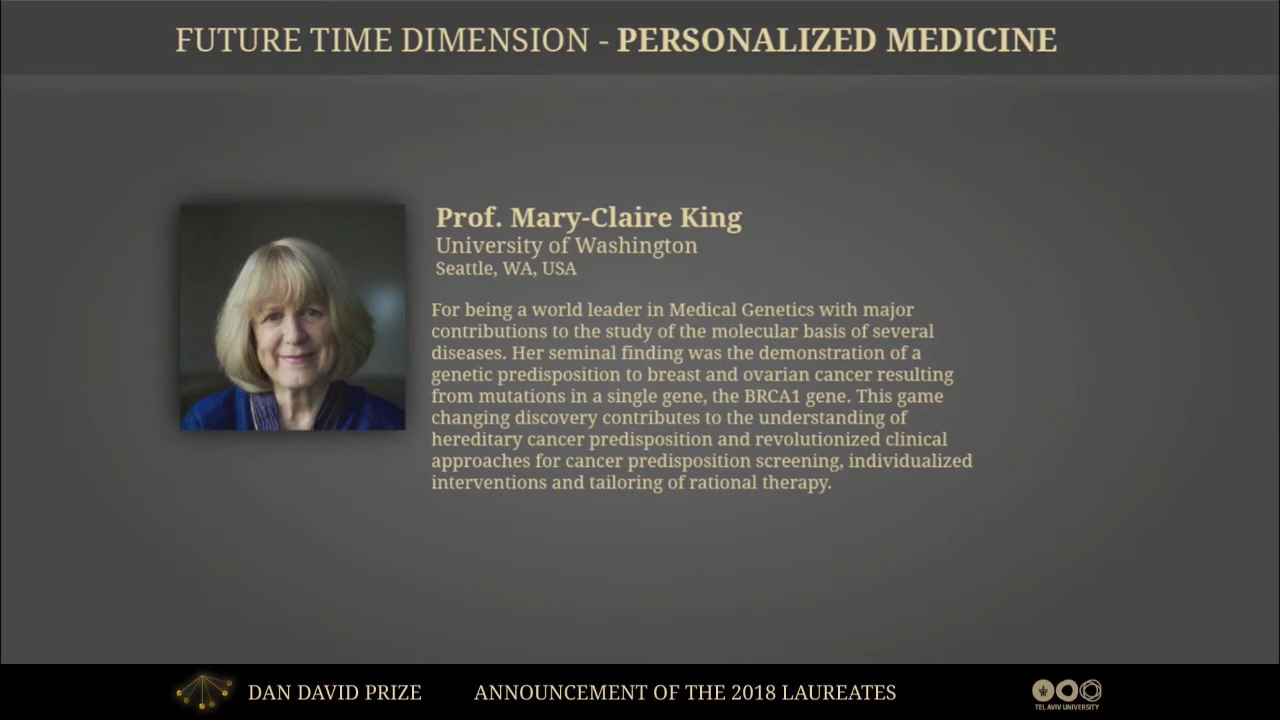 FUTURE TIME DIMENSION - PERSONALIZED MEDICINE
Prof. Mary-Claire King
University of Washington
Seattle, WA, USA
For being a world leader in Medical Genetics with major
contributions to the study of the molecular basis of several
diseases. Her seminal finding was the demonstration of a
genetic predisposition to breast and ovarian cancer resulting
from mutations in a single gene, the BRCA1 gene. This game
changing discovery contributes to the understanding of
hereditary cancer predisposition and revolutionized clinical
approaches for cancer predisposition screening, individualized
interventions and tailoring of rational therapy.
DAN DAVID PRIZE ANNOUNCEMENT OF THE 2018 LAUREATES
TEL AVIV UNIVERSITY